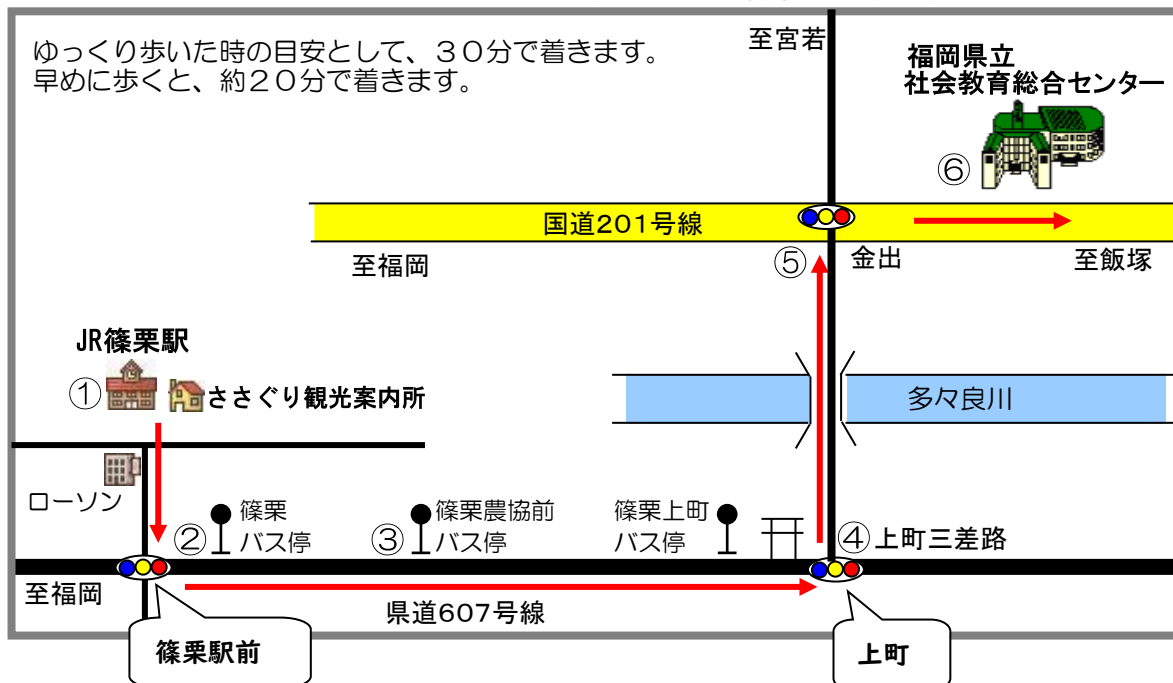 ゆっくり歩いた時の目安として、３０分で着きます。
早めに歩くと、約２０分で着きます。
至宮若
福岡県立
社会教育総合センター
⑥
国道201号線
至福岡
⑤
金出
至飯塚
JR篠栗駅
①
ささぐり観光案内所
多々良川
ローソン
②
篠栗
バス停
③
篠栗農協前
バス停
篠栗上町
バス停
④
上町三差路
至福岡
県道607号線
篠栗駅前
上町